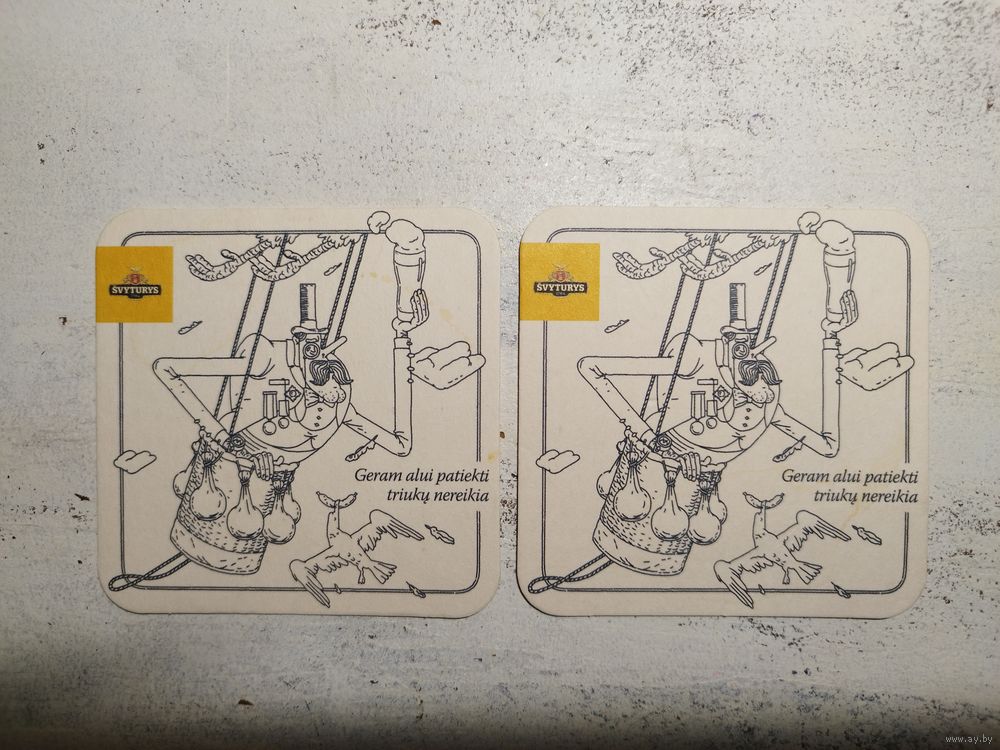 ŠVYTURYS
Geram alui patiekti
triukų nereikia
ŠVYTURYS
Geram alui patiekti
triukų nereikia
www.ay.by